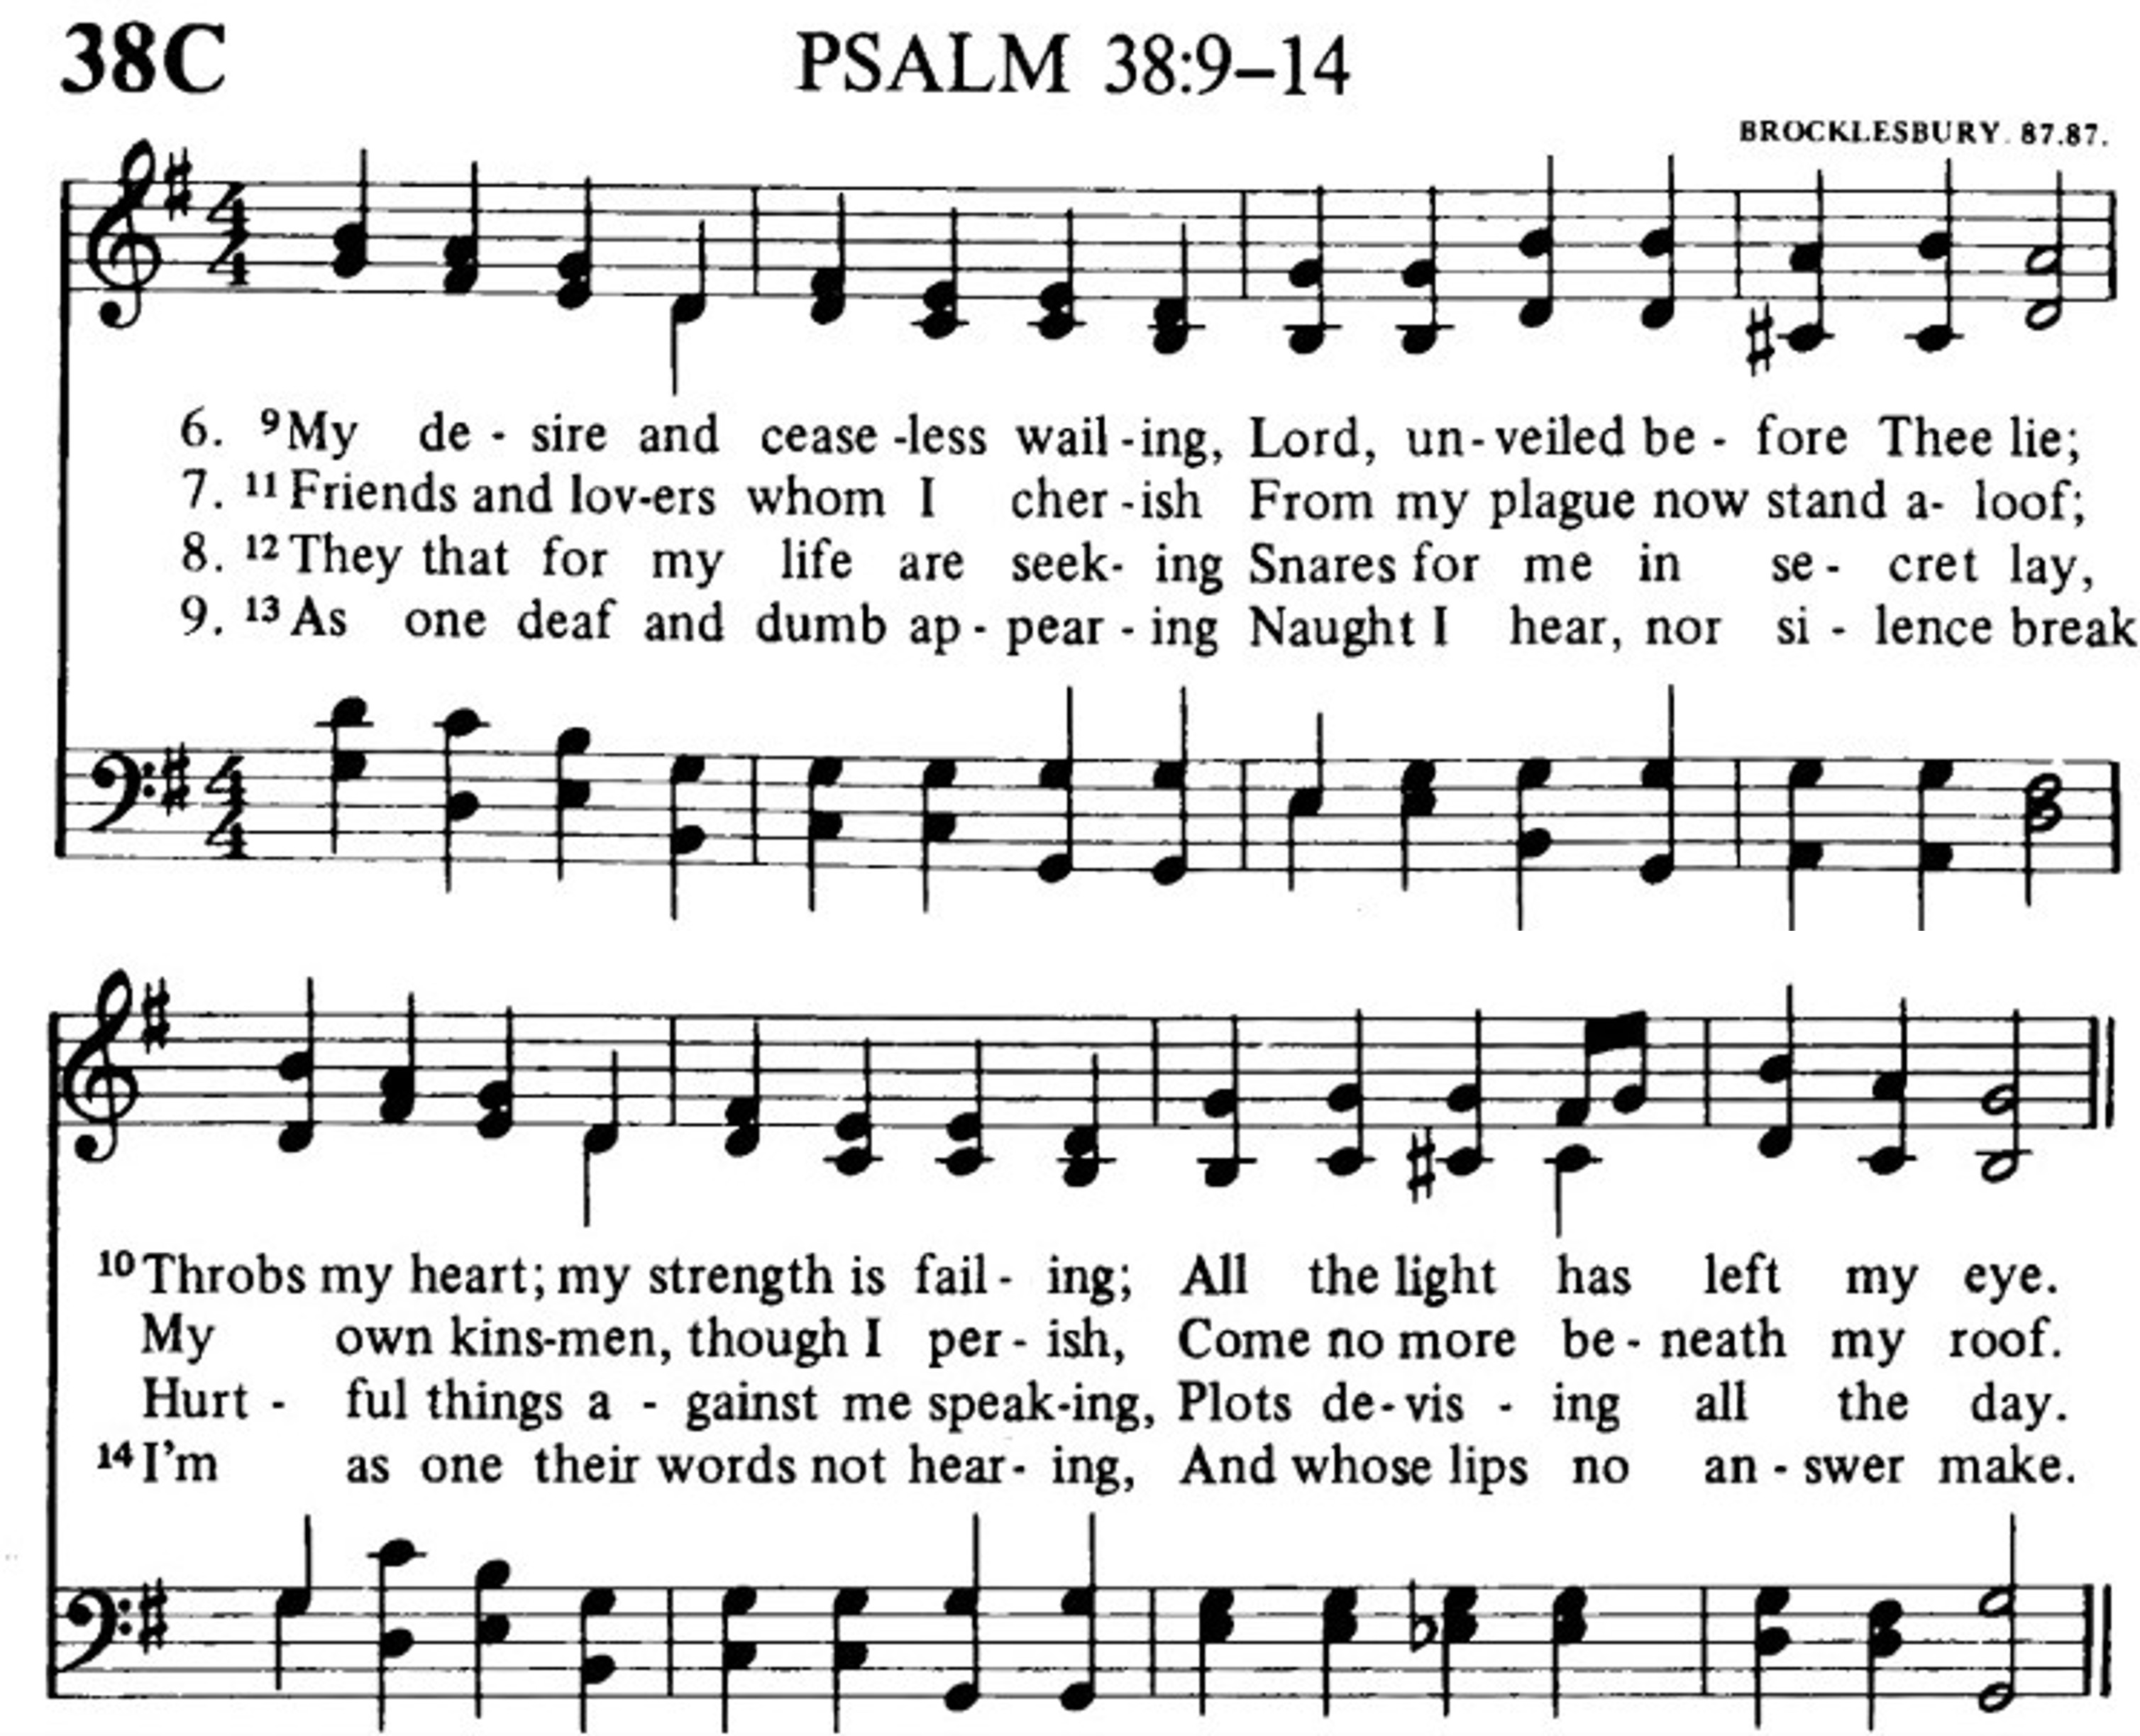 38C
PSALM 38:9–14
BROCKLESBURY. 87.87.
6. ⁹My de - sire and cease -less wail -ing, Lord, un-veiled be - fore Thee lie;
7. ¹¹Friends and lov-ers whom I cher -ish From my plague now stand a- loof;
8. ¹²They that for my life are seek- ing Snares for me in se - cret lay,
9. ¹³As one deaf and dumb ap - pear - ing Naught I hear, nor si - lence break
¹⁰Throbs my heart; my strength is fail - ing; All the light has left my eye.
My own kins-men, though I per - ish, Come no more be - neath my roof.
Hurt - ful things a - gainst me speak-ing, Plots de-vis - ing all the day.
¹⁴I'm as one their words not hear- ing, And whose lips no an - swer make.